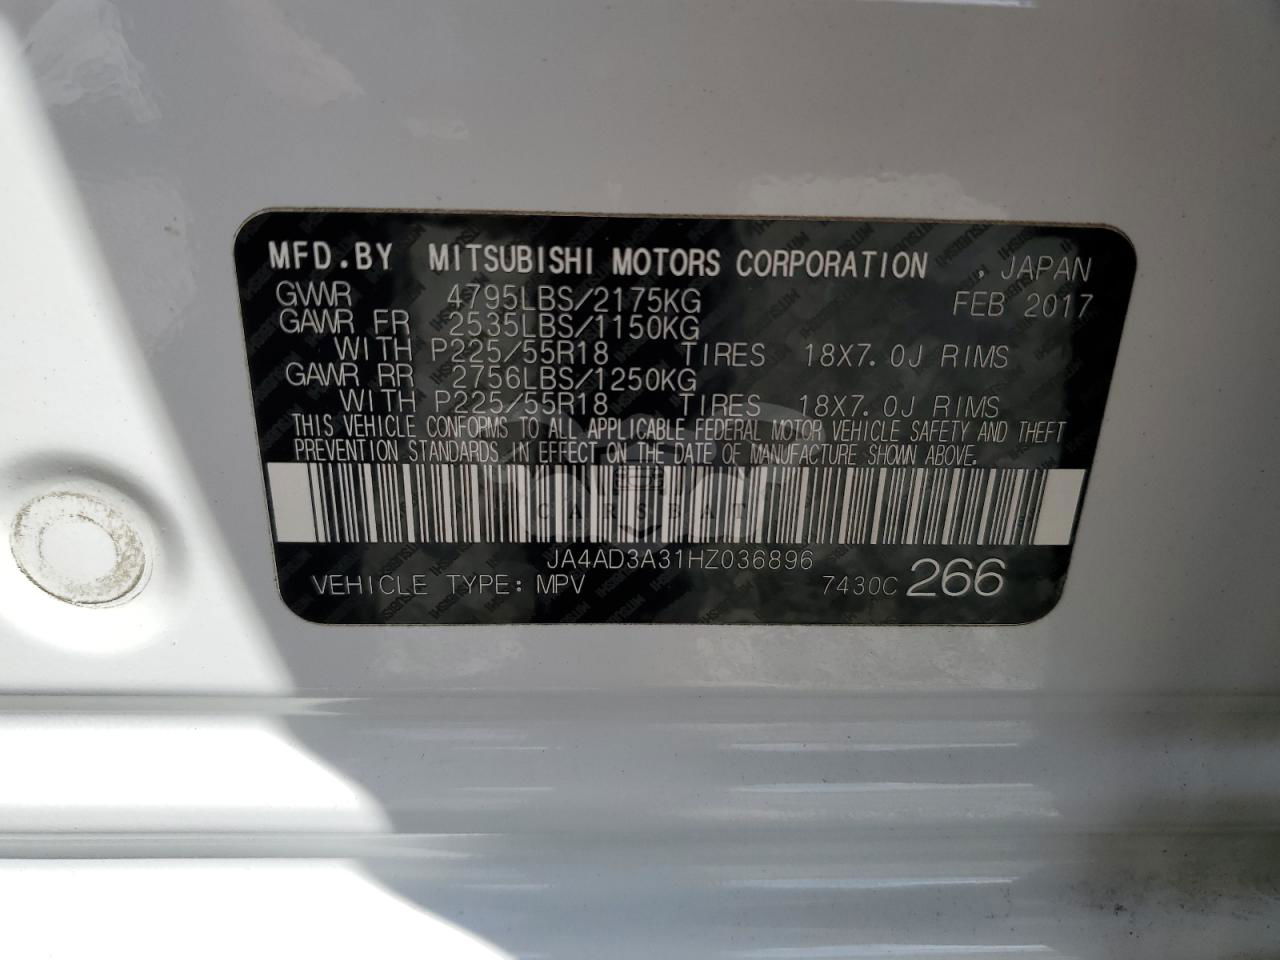 MFD.BY MITSUBISHI MOTORS CORPORATION . JAPAN
GVWR 4795LBS/2175KG FEB 2017
GAWR FR 2535LBS/1150KG
WITH P225/55R18 TIRES 18X7.0J RIMS
GAWR RR 2756LBS/1250KG
WITH P225/55R18 TIRES 18X7.0J RIMS
THIS VEHICLE CONFORMS TO ALL APPLICABLE FEDERAL MOTOR VEHICLE SAFETY AND THEFT
PREVENTION STANDARDS IN EFFECT ON THE DATE OF MANUFACTURE SHOWN ABOVE.
JA4AD3A31HZ036896
VEHICLE TYPE: MPV 7430C 266